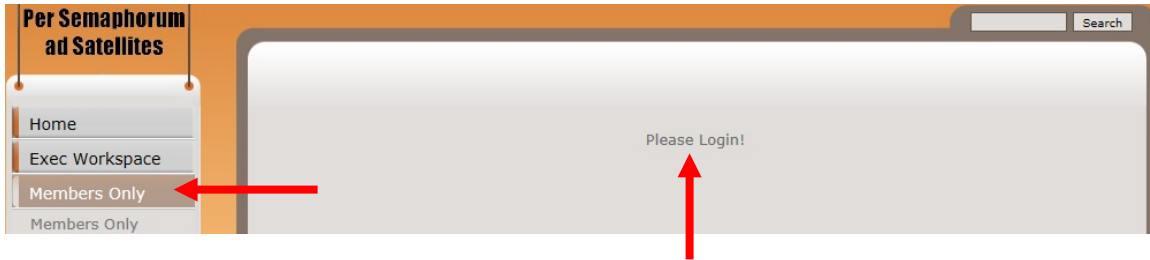 Per Semaphorum
ad Satellites
Search
Home
Exec Workspace
Members Only
Members Only
Please Login!